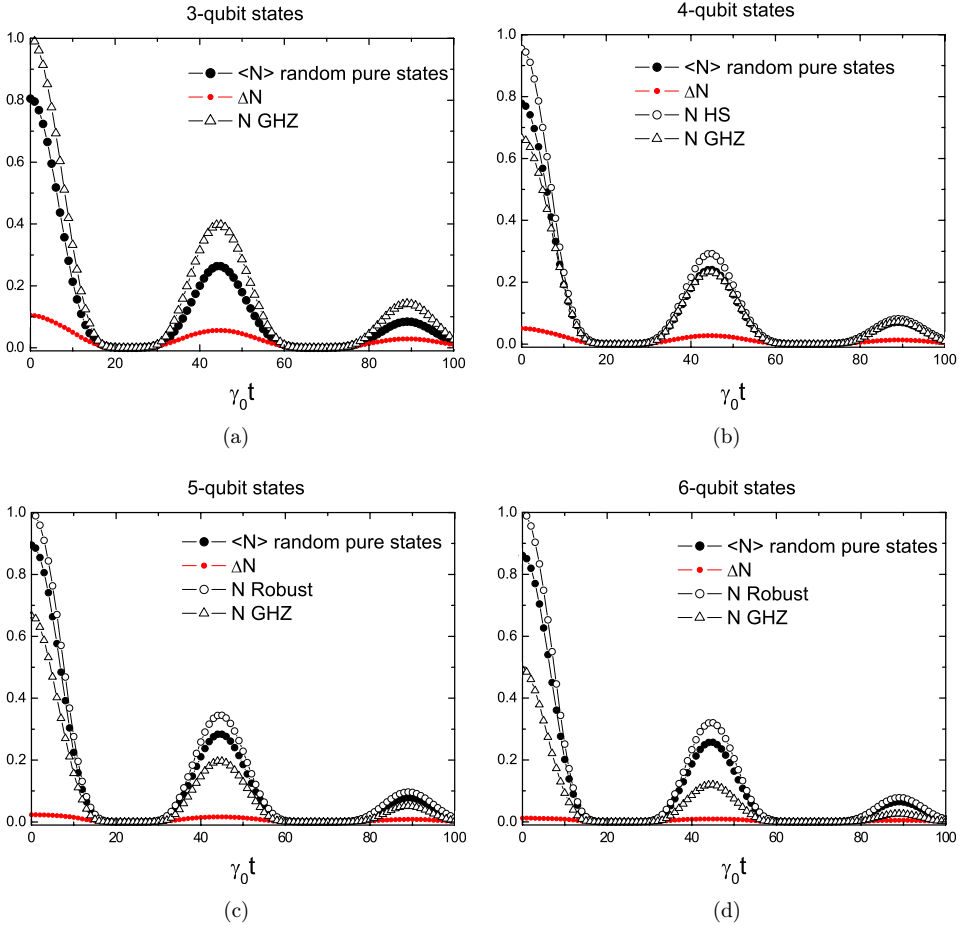 3-qubit states
1.0
0.8
0.6
0.4
0.2
0.0
<N> random pure states
ΔN
N GHZ
0 20 40 60 80 100
γ₀t
(a)
4-qubit states
1.0
0.8
0.6
0.4
0.2
0.0
<N> random pure states
ΔN
N HS
N GHZ
0 20 40 60 80 100
γ₀t
(b)
5-qubit states
1.0
0.8
0.6
0.4
0.2
0.0
<N> random pure states
ΔN
N Robust
N GHZ
0 20 40 60 80 100
γ₀t
(c)
6-qubit states
1.0
0.8
0.6
0.4
0.2
0.0
<N> random pure states
ΔN
N Robust
N GHZ
0 20 40 60 80 100
γ₀t
(d)